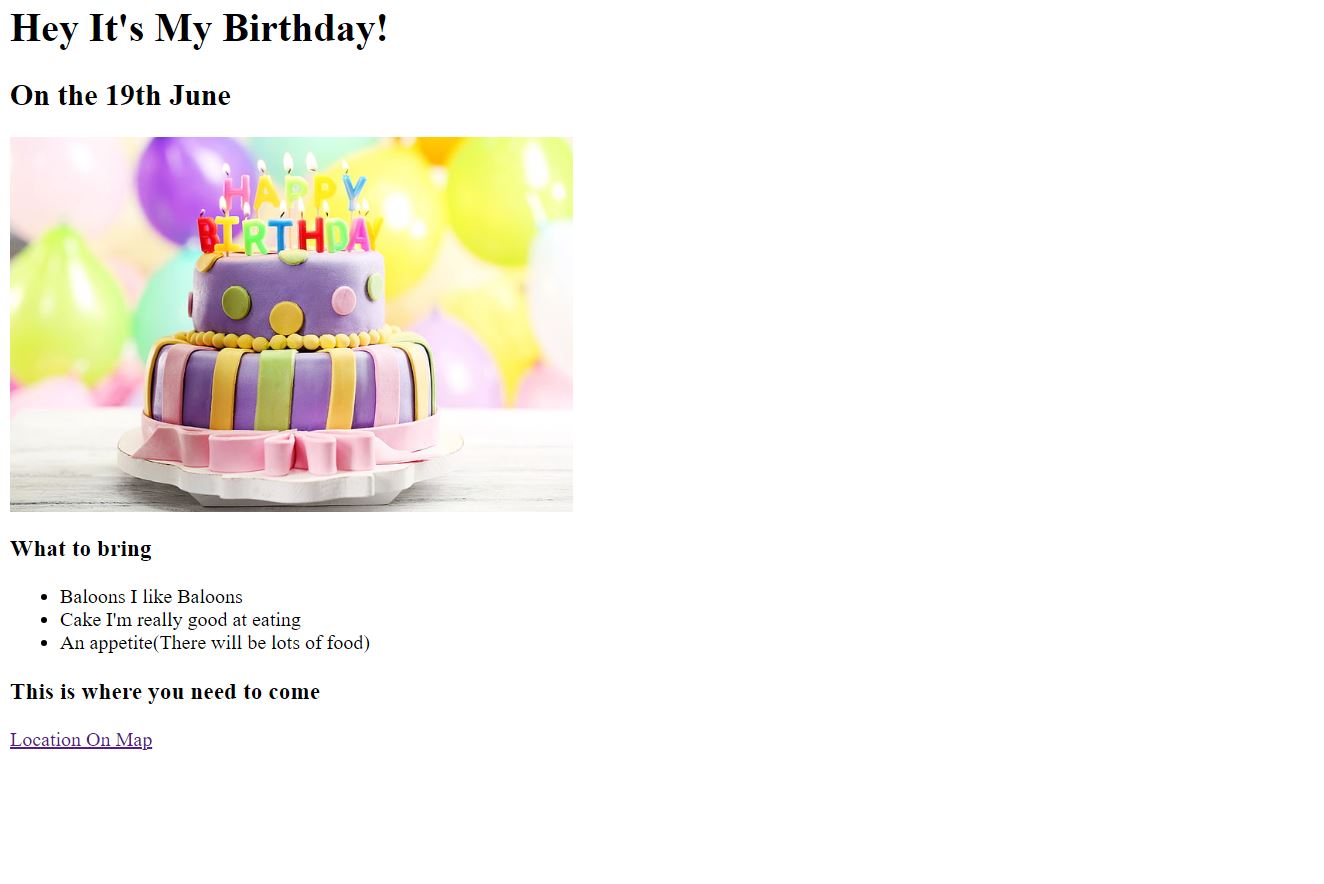 Hey It's My Birthday!
On the 19th June
HAPPY
BIRTHDAY
What to bring
Baloons I like Baloons
Cake I'm really good at eating
An appetite(There will be lots of food)
This is where you need to come
Location On Map